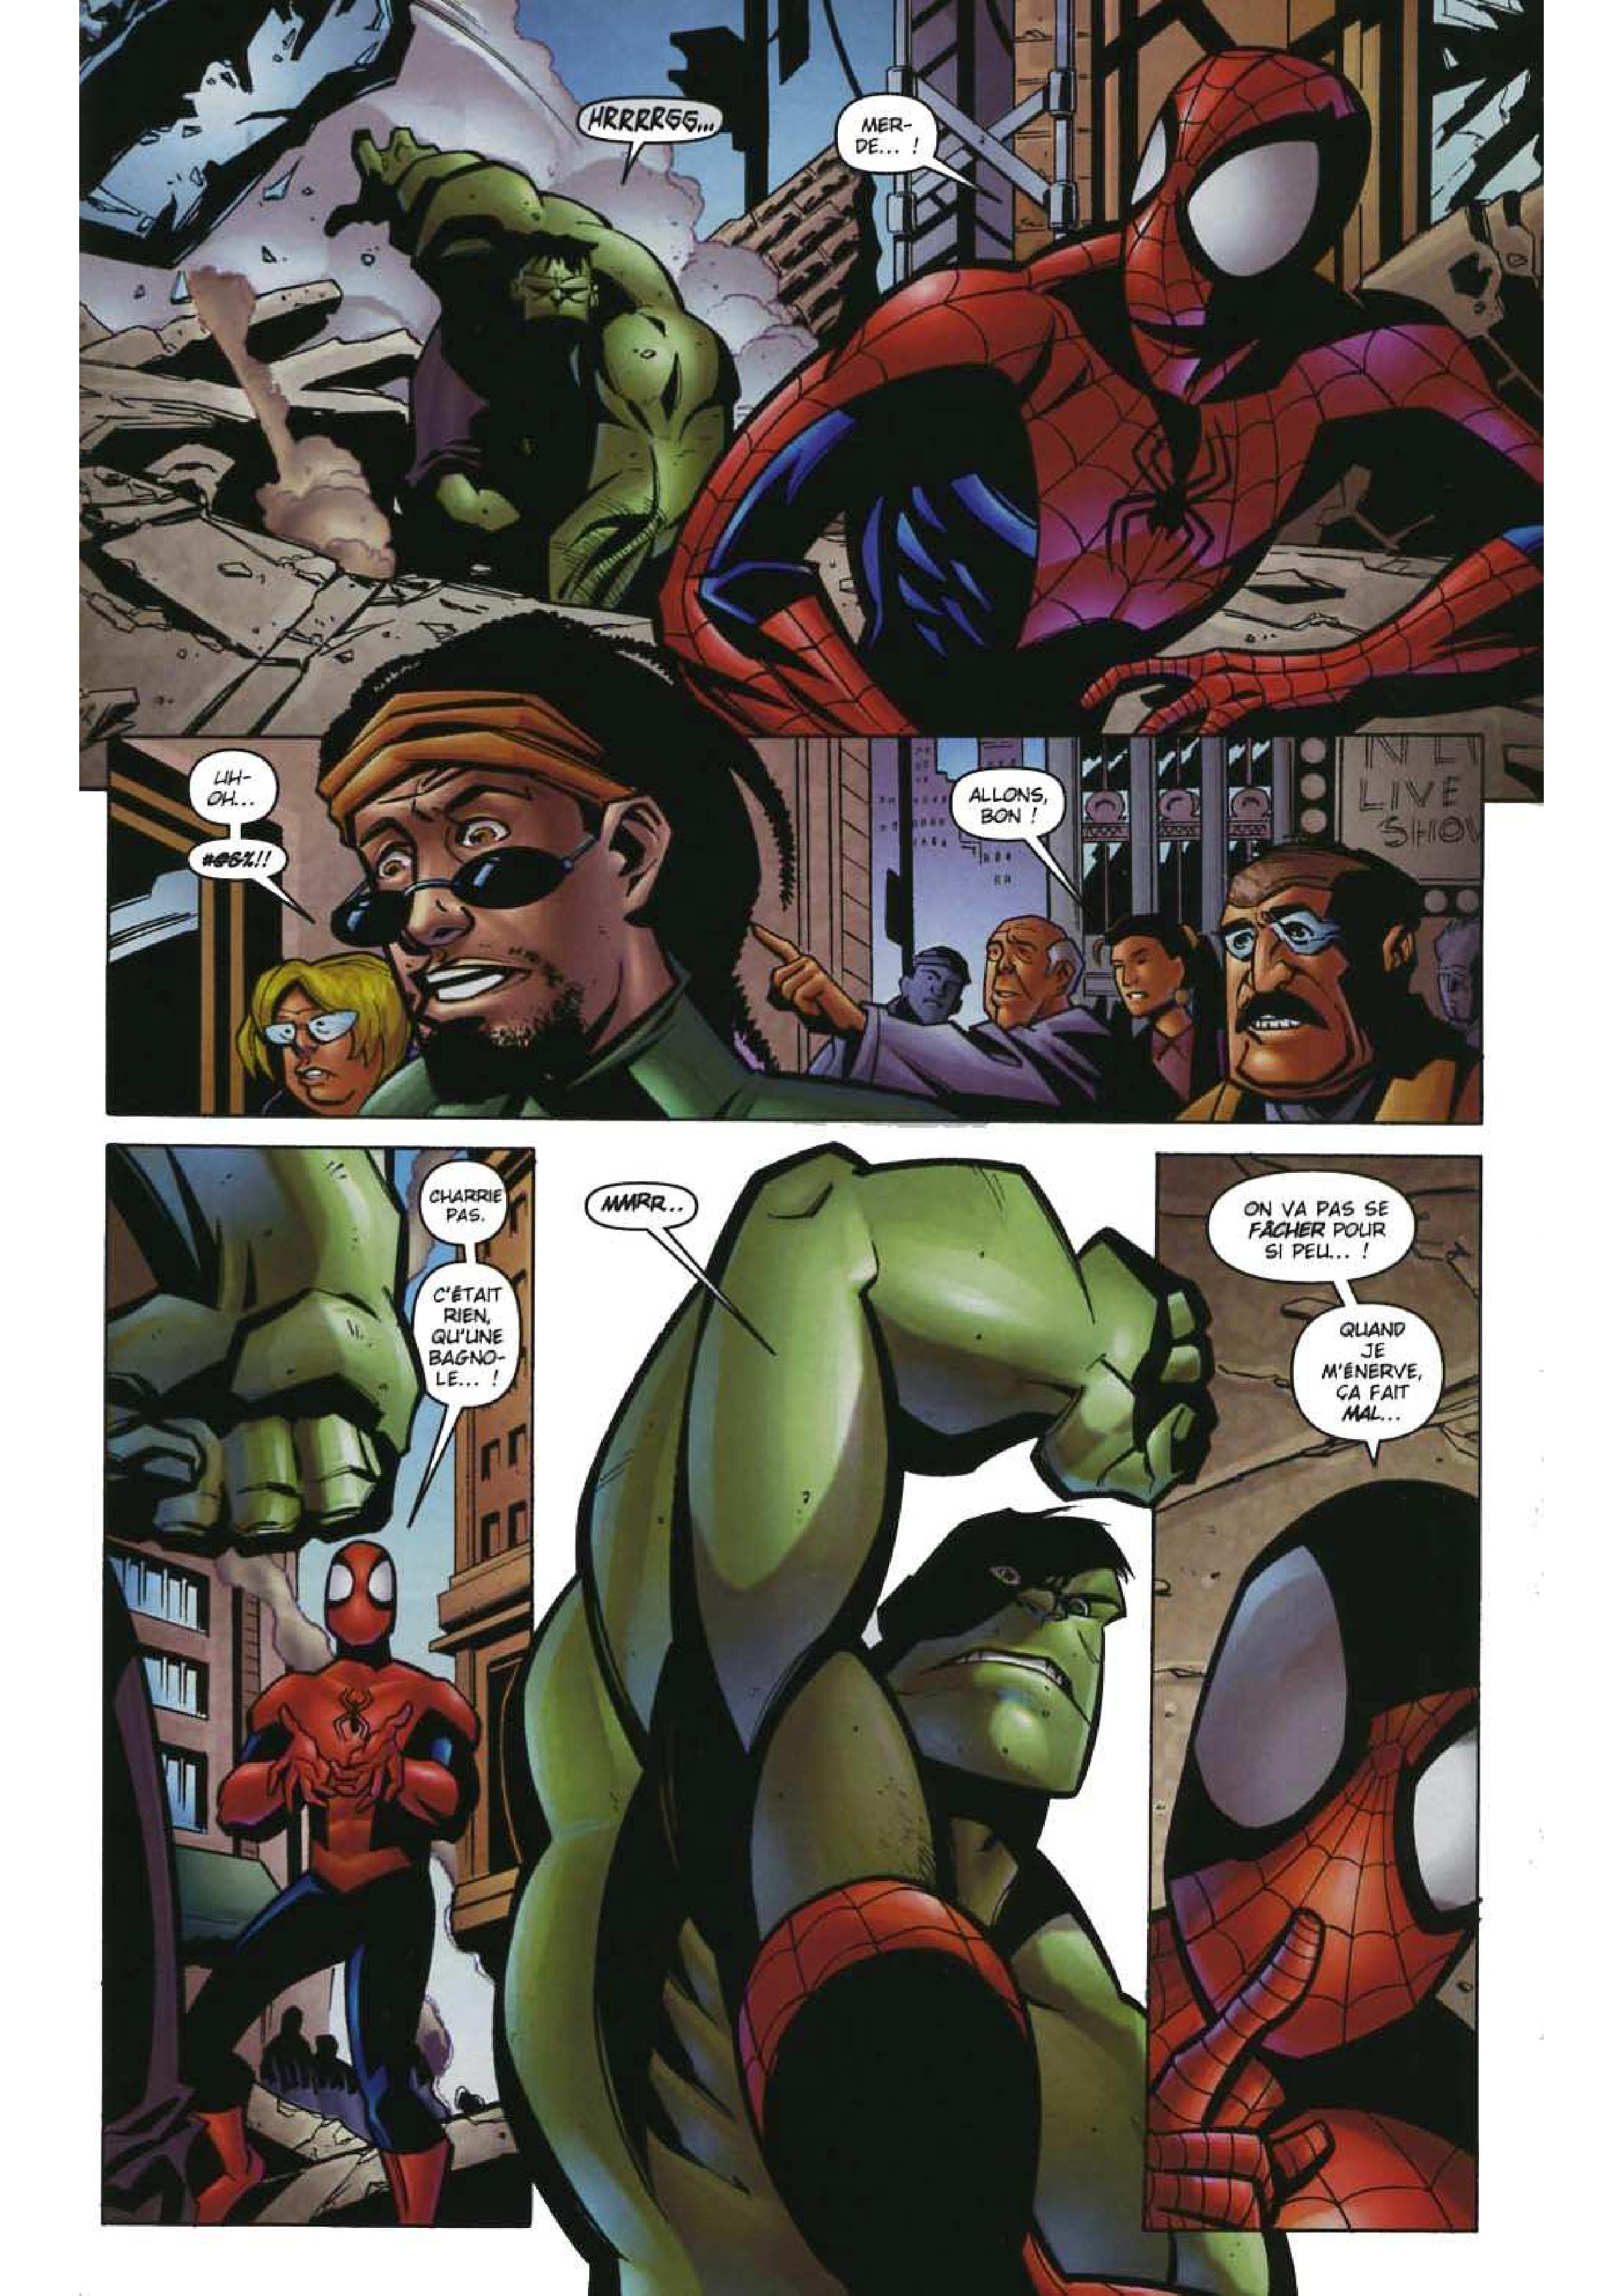 HRRRRGG...
MER-
DE... !
UH-
OH...
#@&%!!
ALLONS,
BON !
LIVE
SHOW
CHARRIE
PAS.
C'ÉTAIT
RIEN,
QU'UNE
BAGNO-
LE... !
MMRR...
ON VA PAS SE
FÂCHER POUR
SI PEU... !
QUAND
JE
M'ÉNERVE,
ÇA FAIT
MAL...